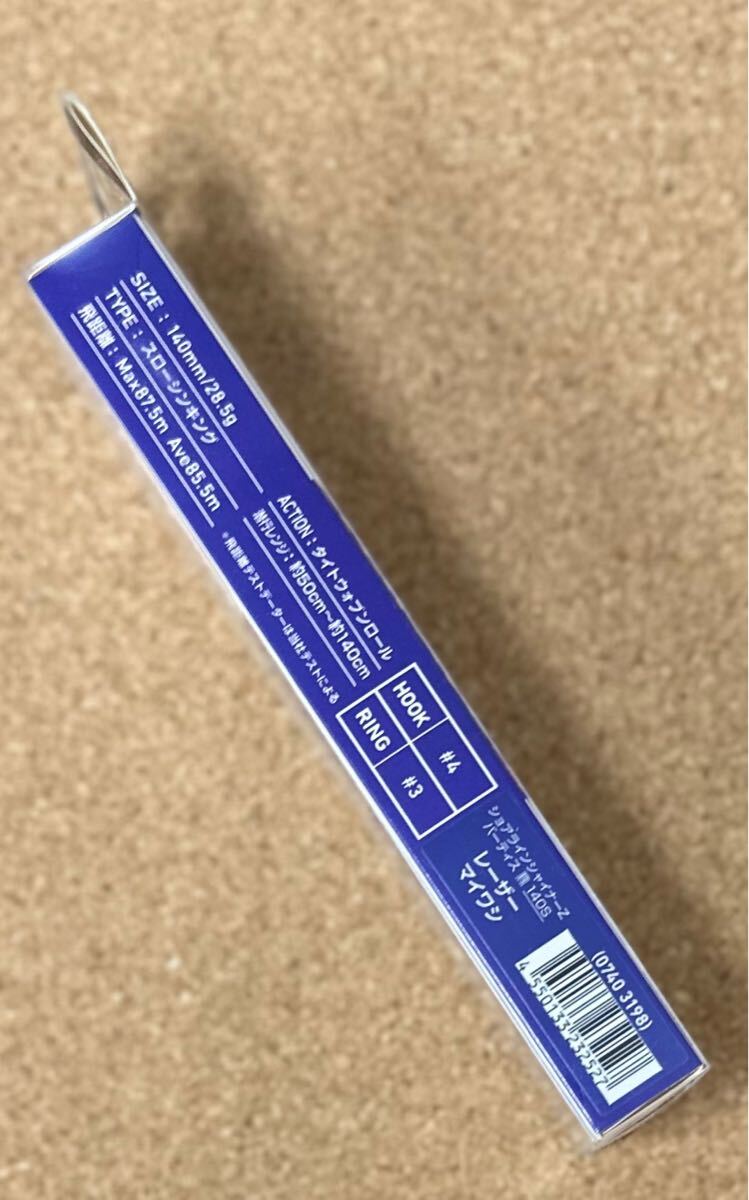 SIZE : 140mm/28.5g
TYPE : スローシンキング
飛距離 : Max87.5m Ave85.5m
ACTION : タイトウォブンロール
潜行レンジ : 約50cm〜約140cm
※飛距離テストデーターは当社テストによる
HOOK #4
RING #3
ショアラインシャイナーZ
バーティス 140S
レーザー
マイワシ
(0740 3198)
4 550133 237527